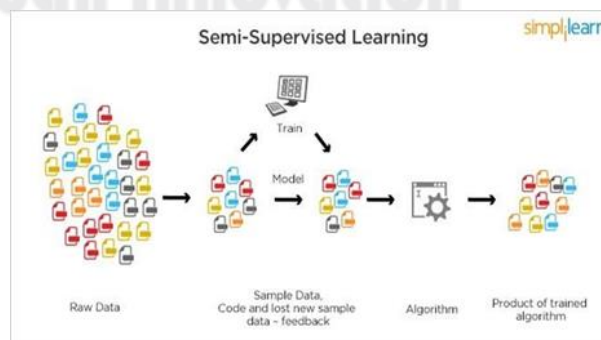 Semi-Supervised Learning
simplilearn
Train
Model
Raw Data
Sample Data,
Code and lost new sample
data - feedback
Algorithm
Product of trained
algorithm